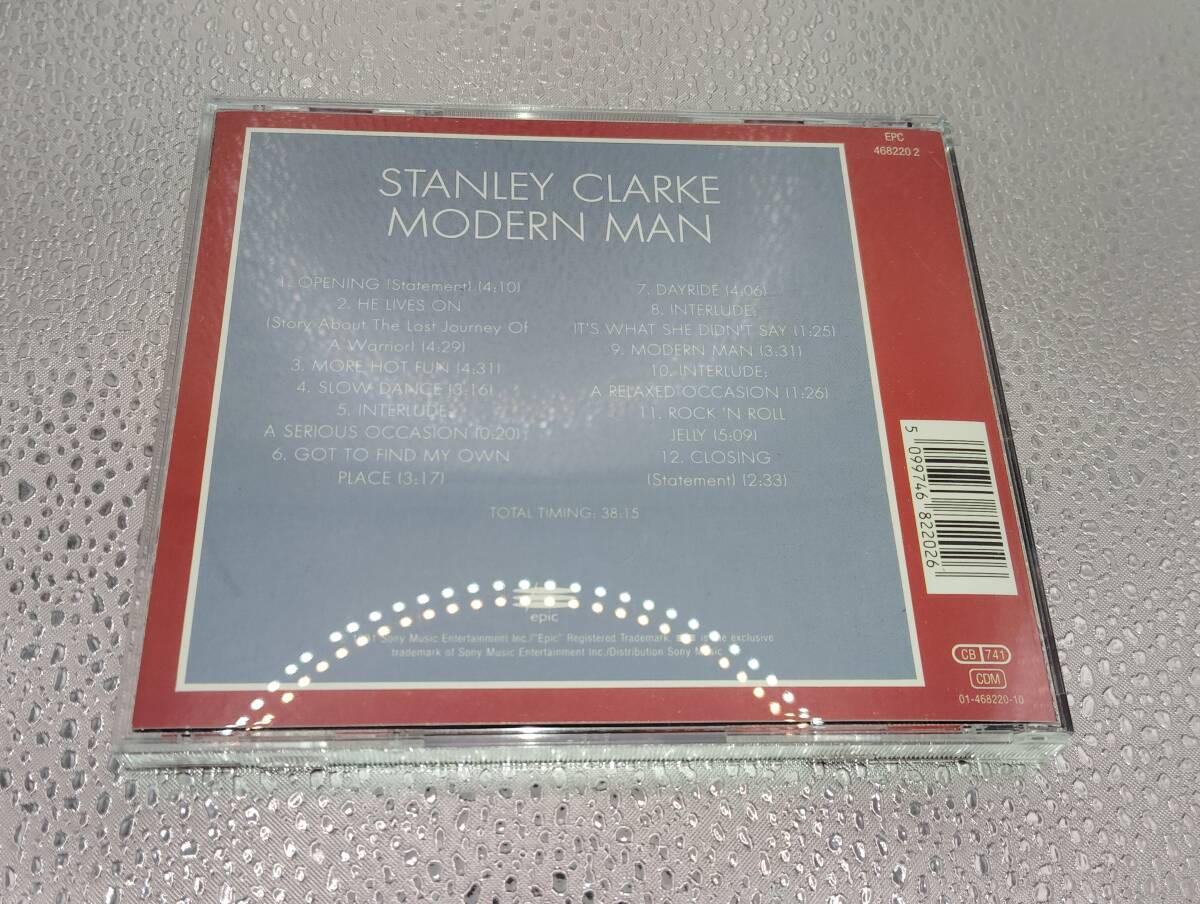 EPC
468220 2
STANLEY CLARKE
MODERN MAN
1. OPENING (Statement) (4:10)
2. HE LIVES ON
(Story About The Last Journey Of
A Warrior) (4:29)
3. MORE HOT FUN (4:31)
4. SLOW DANCE (3:16)
5. INTERLUDE:
A SERIOUS OCCASION (0:20)
6. GOT TO FIND MY OWN
PLACE (3:17)
7. DAYRIDE (4:06)
8. INTERLUDE:
IT'S WHAT SHE DIDN'T SAY (1:25)
9. MODERN MAN (3:31)
10. INTERLUDE:
A RELAXED OCCASION (1:26)
11. ROCK 'N ROLL
JELLY (5:09)
12. CLOSING
(Statement) (2:33)
TOTAL TIMING: 38:15
epic
Sony Music Entertainment Inc./"Epic" Registered Trademark, is the exclusive
trademark of Sony Music Entertainment Inc./Distribution Sony Music
5 099746 822026
CB 741
CDM
01-468220-10